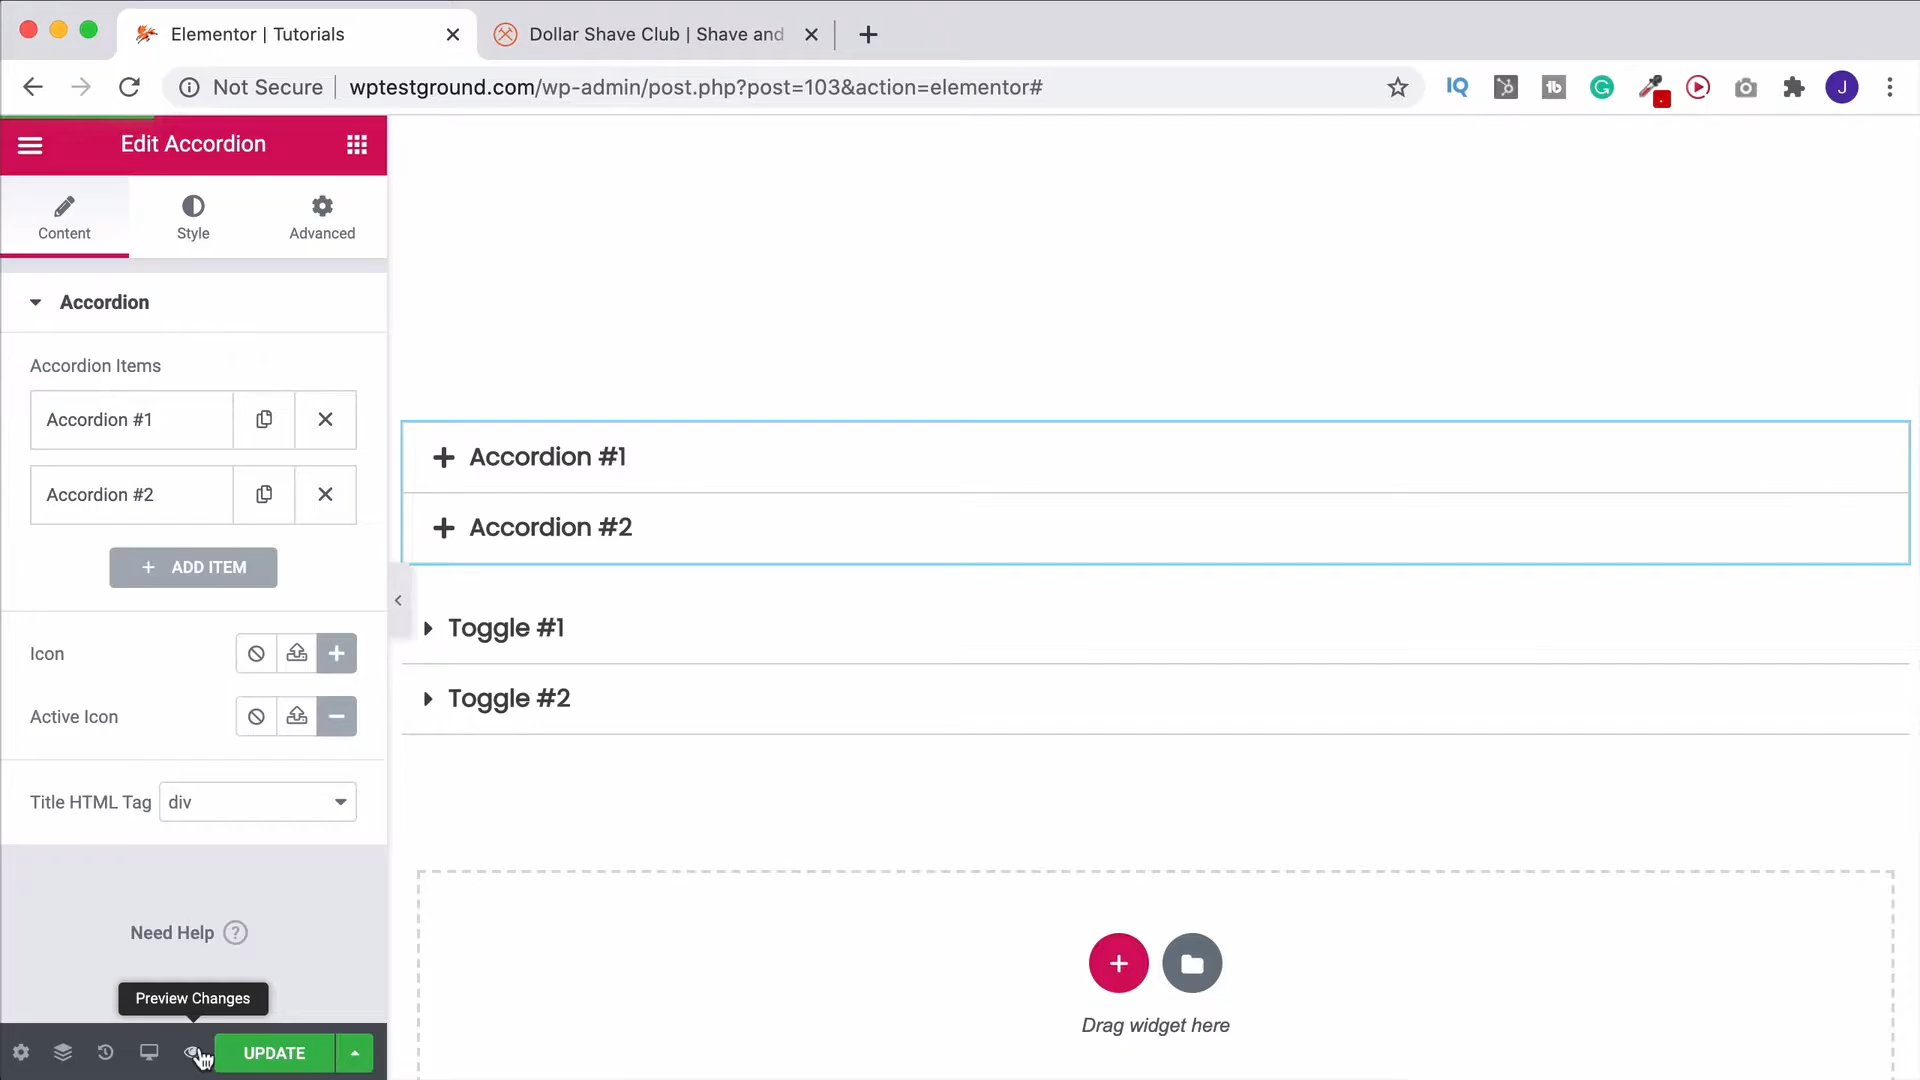 Elementor | Tutorials
Dollar Shave Club | Shave and
Not Secure
wptestground.com/wp-admin/post.php?post=103&action=elementor#
IQ
tb
G
J
Edit Accordion
Content
Style
Advanced
Accordion
Accordion Items
Accordion #1
Accordion #2
ADD ITEM
Icon
Active Icon
Title HTML Tag
div
Need Help
?
Preview Changes
UPDATE
Accordion #1
Accordion #2
Toggle #1
Toggle #2
Drag widget here